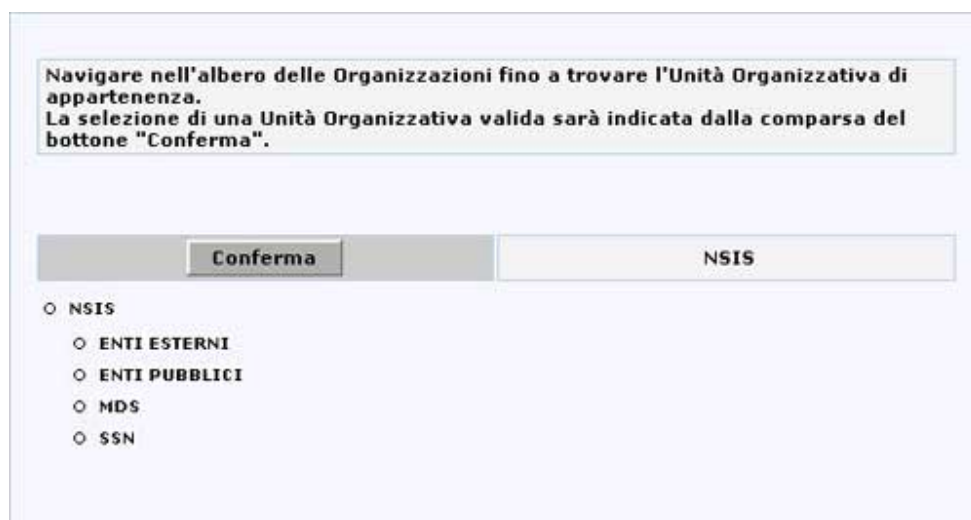 Navigare nell'albero delle Organizzazioni fino a trovare l'Unità Organizzativa di
appartenenza.
La selezione di una Unità Organizzativa valida sarà indicata dalla comparsa del
bottone "Conferma".
Conferma
NSIS
NSIS
ENTI ESTERNI
ENTI PUBBLICI
MDS
SSN